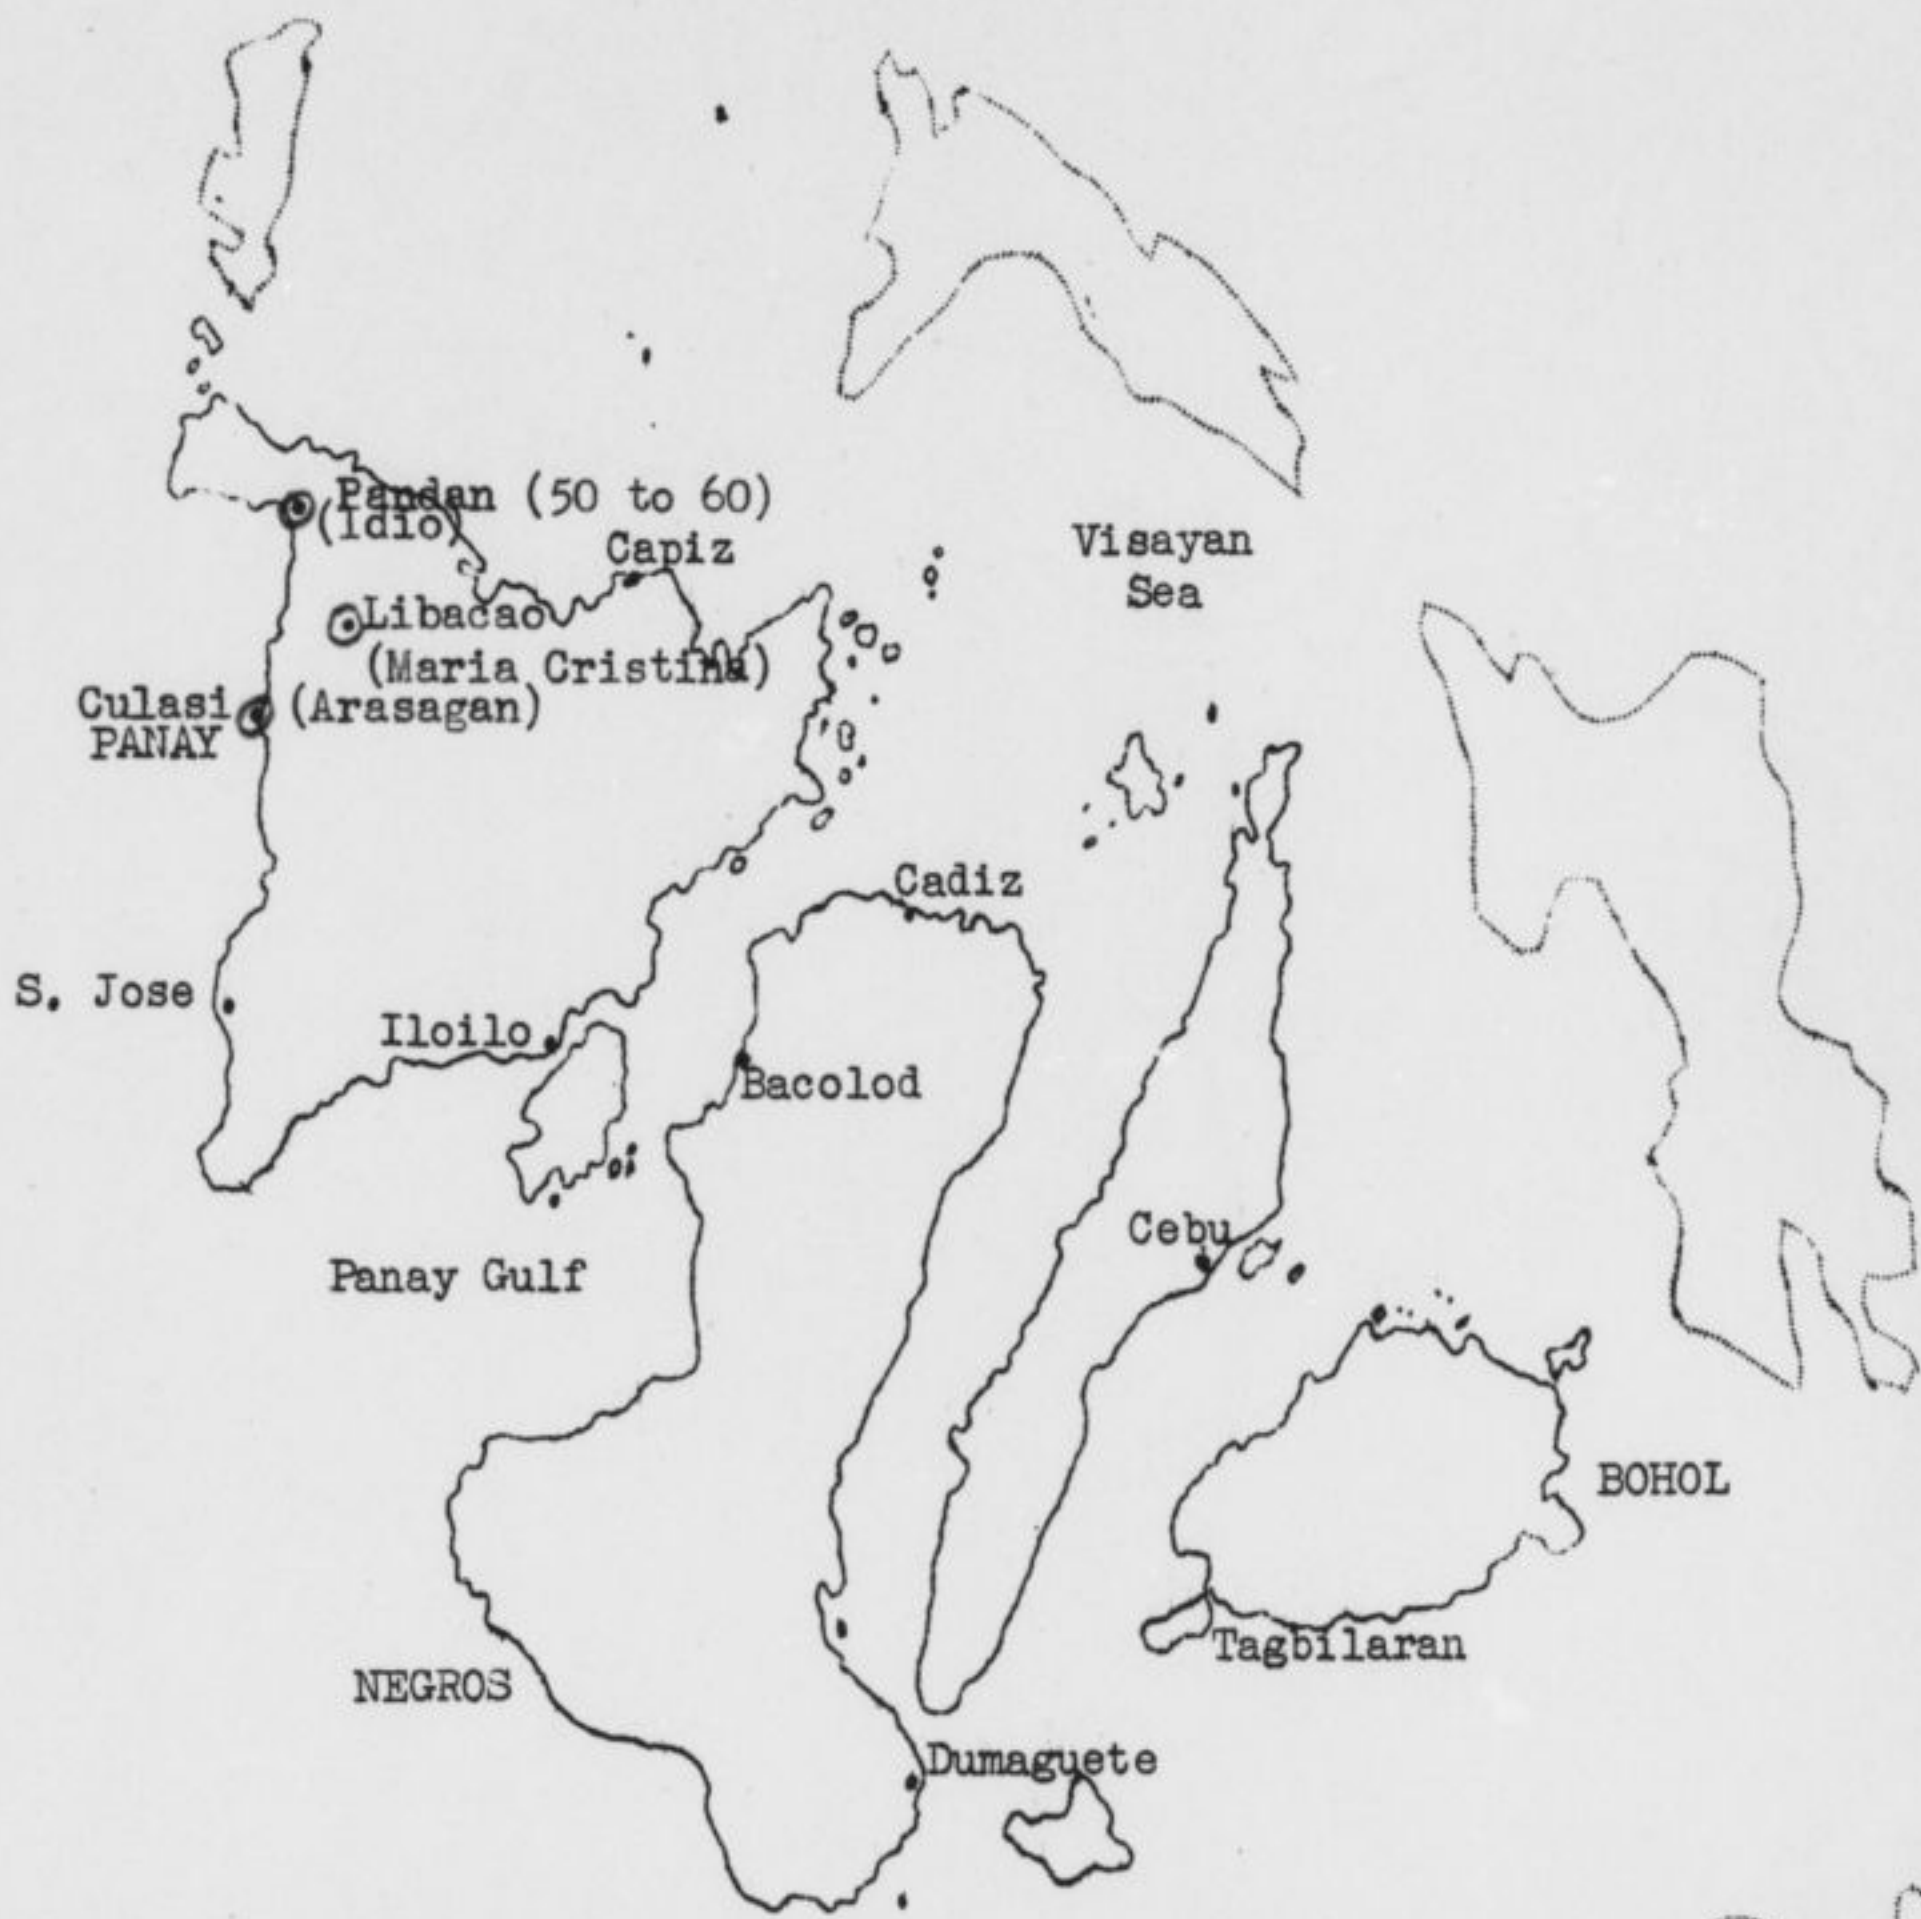 Pandan (50 to 60)
(Idio)
Capiz
Visayan
Sea
Libacao
(Maria Cristina)
Culasi (Arasagan)
PANAY
Cadiz
S. Jose
Iloilo
Bacolod
Cebu
Panay Gulf
BOHOL
Tagbilaran
NEGROS
Dumaguete